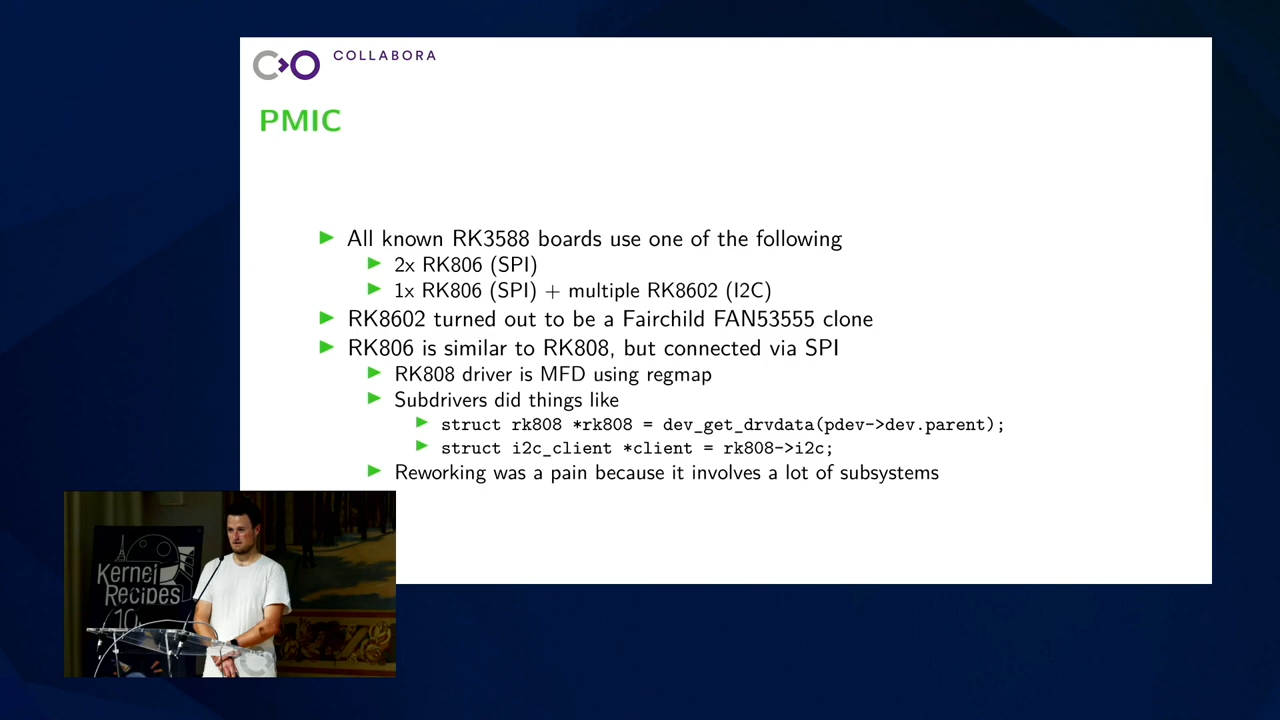 COLLABORA
PMIC
All known RK3588 boards use one of the following
2x RK806 (SPI)
1x RK806 (SPI) + multiple RK8602 (I2C)
RK8602 turned out to be a Fairchild FAN53555 clone
RK806 is similar to RK808, but connected via SPI
RK808 driver is MFD using regmap
Subdrivers did things like
struct rk808 *rk808 = dev_get_drvdata(pdev->dev.parent);
struct i2c_client *client = rk808->i2c;
Reworking was a pain because it involves a lot of subsystems
Kernel
Recipes
10